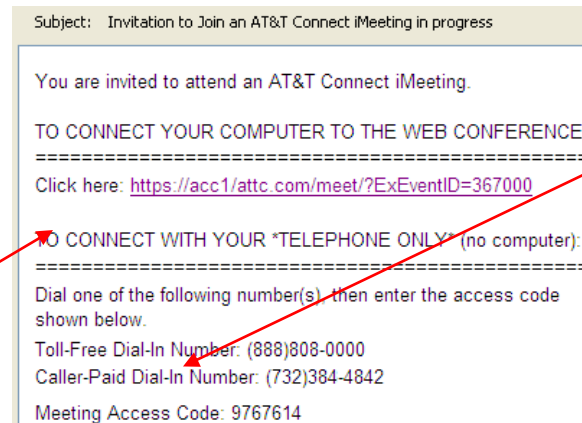 Subject: Invitation to Join an AT&T Connect iMeeting in progress
You are invited to attend an AT&T Connect iMeeting.
TO CONNECT YOUR COMPUTER TO THE WEB CONFERENCE
================================================
Click here: https://acc1/attc.com/meet/?ExEventID=367000
TO CONNECT WITH YOUR *TELEPHONE ONLY* (no computer):
================================================
Dial one of the following number(s), then enter the access code
shown below.
Toll-Free Dial-In Number: (888)808-0000
Caller-Paid Dial-In Number: (732)384-4842
Meeting Access Code: 9767614